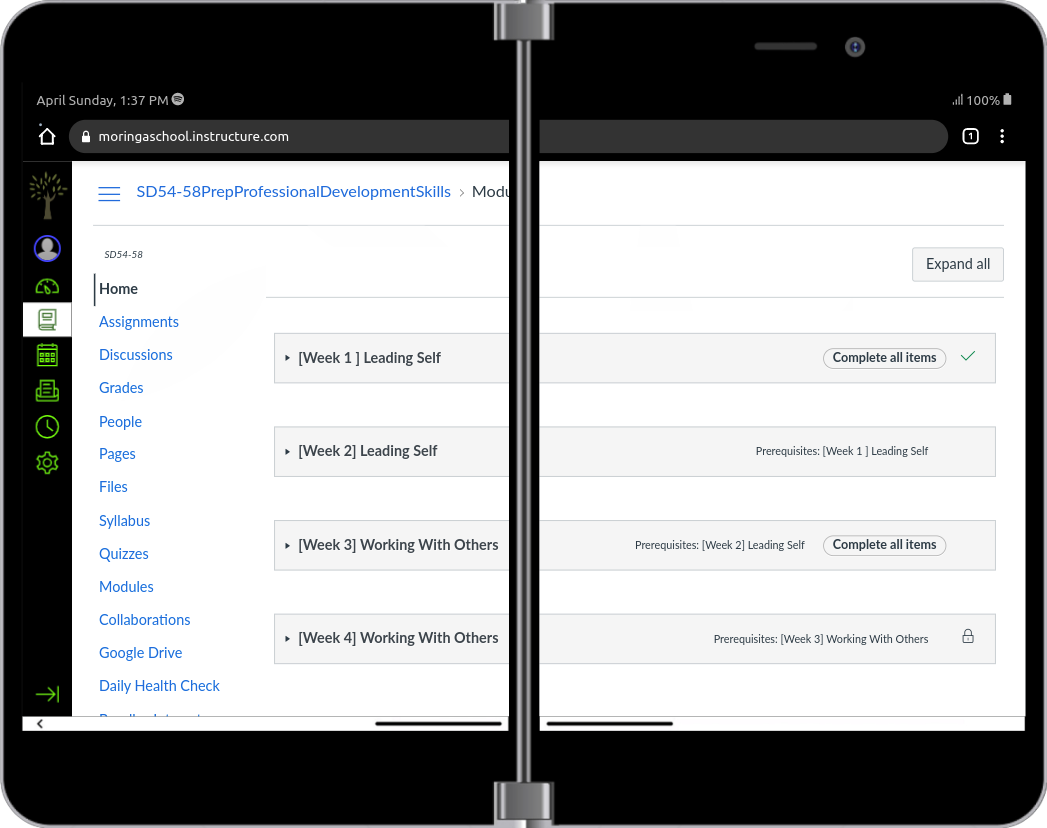 April Sunday, 1:37 PM 100%
moringaschool.instructure.com 1
SD54-58PrepProfessionalDevelopmentSkills › Modu
SD54-58
Expand all
Home
Assignments
[Week 1 ] Leading Self Complete all items
Discussions
Grades
People
[Week 2] Leading Self Prerequisites: [Week 1 ] Leading Self
Pages
Files
Syllabus
[Week 3] Working With Others Prerequisites: [Week 2] Leading Self Complete all items
Quizzes
Modules
Collaborations
[Week 4] Working With Others Prerequisites: [Week 3] Working With Others
Google Drive
Daily Health Check